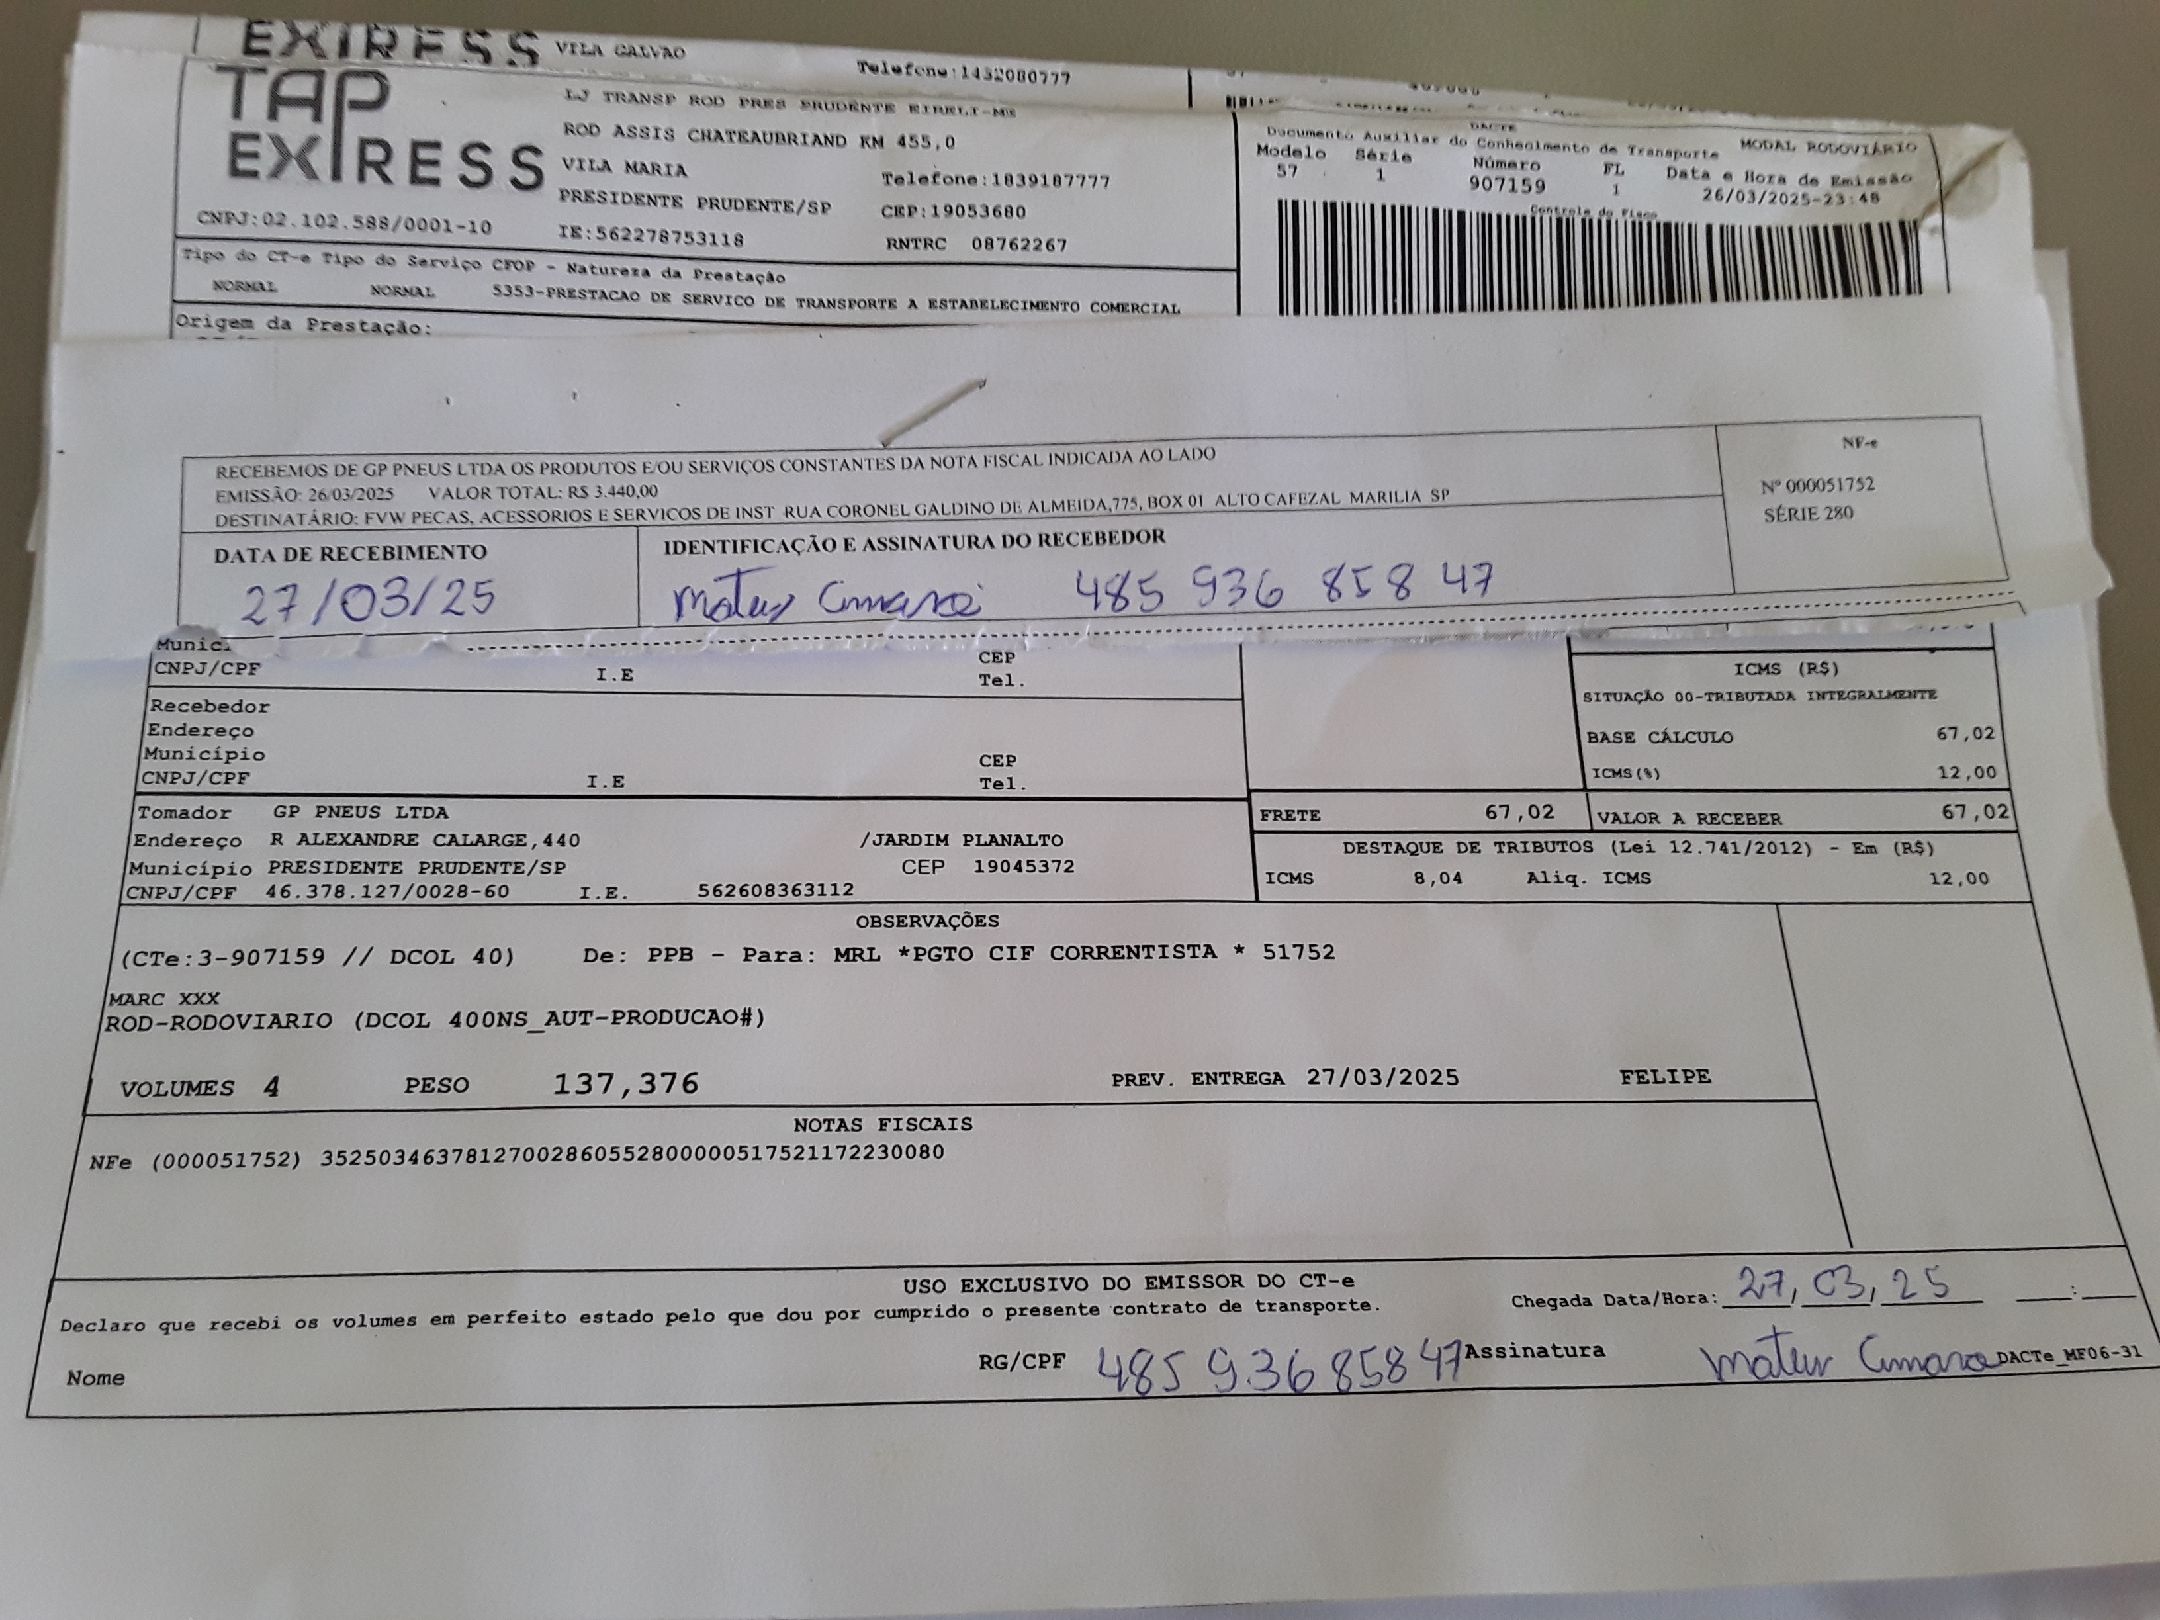 EXPRESS VILA GALVAO
Telefone:1432080777
TAP
EXPRESS
LJ TRANSP ROD PRES PRUDENTE EIRELI-ME
ROD ASSIS CHATEAUBRIAND KM 455,0
VILA MARIA
Telefone:1839187777
PRESIDENTE PRUDENTE/SP
CEP:19053680
CNPJ:02.102.588/0001-10
IE:562278753118
RNTRC 08762267
DACTE
Documento Auxiliar do Conhecimento de Transporte MODAL RODOVIÁRIO
Modelo Série Número FL Data e Hora de Emissão
57 1 907159 1 26/03/2025-23:48
Controle do Fisco
Tipo do CT-e Tipo do Serviço CFOP - Natureza da Prestação
NORMAL NORMAL 5353-PRESTACAO DE SERVICO DE TRANSPORTE A ESTABELECIMENTO COMERCIAL
Origem da Prestação:
RECEBEMOS DE GP PNEUS LTDA OS PRODUTOS E/OU SERVIÇOS CONSTANTES DA NOTA FISCAL INDICADA AO LADO
EMISSÃO: 26/03/2025 VALOR TOTAL: R$ 3.440,00
DESTINATÁRIO: FVW PECAS, ACESSORIOS E SERVICOS DE INST RUA CORONEL GALDINO DE ALMEIDA,775, BOX 01 ALTO CAFEZAL MARILIA SP
NF-e
Nº 000051752
SÉRIE 280
DATA DE RECEBIMENTO
27/03/25
IDENTIFICAÇÃO E ASSINATURA DO RECEBEDOR
Mateus Camara 485 936 858 47
CNPJ/CPF I.E
CEP
Tel.
Recebedor
Endereço
Município CEP
CNPJ/CPF I.E Tel.
ICMS (R$)
SITUAÇÃO 00-TRIBUTADA INTEGRALMENTE
BASE CÁLCULO 67,02
ICMS(%) 12,00
Tomador GP PNEUS LTDA
Endereço R ALEXANDRE CALARGE,440 /JARDIM PLANALTO
Município PRESIDENTE PRUDENTE/SP CEP 19045372
CNPJ/CPF 46.378.127/0028-60 I.E. 562608363112
FRETE 67,02 VALOR A RECEBER 67,02
DESTAQUE DE TRIBUTOS (Lei 12.741/2012) - Em (R$)
ICMS 8,04 Aliq. ICMS 12,00
OBSERVAÇÕES
(CTe:3-907159 // DCOL 40) De: PPB - Para: MRL *PGTO CIF CORRENTISTA * 51752
MARC XXX
ROD-RODOVIARIO (DCOL 400NS_AUT-PRODUCAO#)
VOLUMES 4 PESO 137,376 PREV. ENTREGA 27/03/2025 FELIPE
NOTAS FISCAIS
NFe (000051752) 35250346378127002860552800000517521172230080
USO EXCLUSIVO DO EMISSOR DO CT-e
Declaro que recebi os volumes em perfeito estado pelo que dou por cumprido o presente contrato de transporte.
Chegada Data/Hora: 27,03,25 :
Nome
RG/CPF 485 936 858 47 Assinatura Mateus Camara DACTe_MF06-31